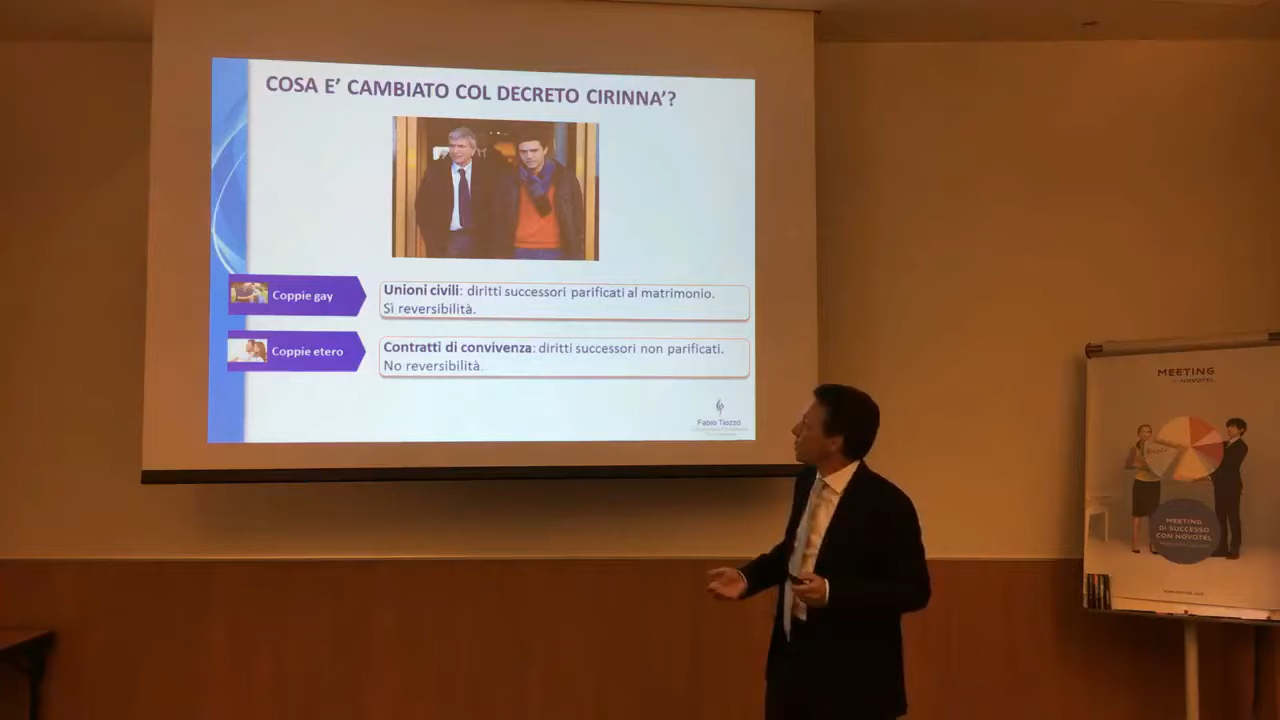 COSA E' CAMBIATO COL DECRETO CIRINNA'?
Coppie gay
Unioni civili: diritti successori parificati al matrimonio.
Sì reversibilità.
Coppie etero
Contratti di convivenza: diritti successori non parificati.
No reversibilità.
Fabio Tiozzo
MEETING
NOVOTEL
MEETING
DI SUCCESSO
CON NOVOTEL